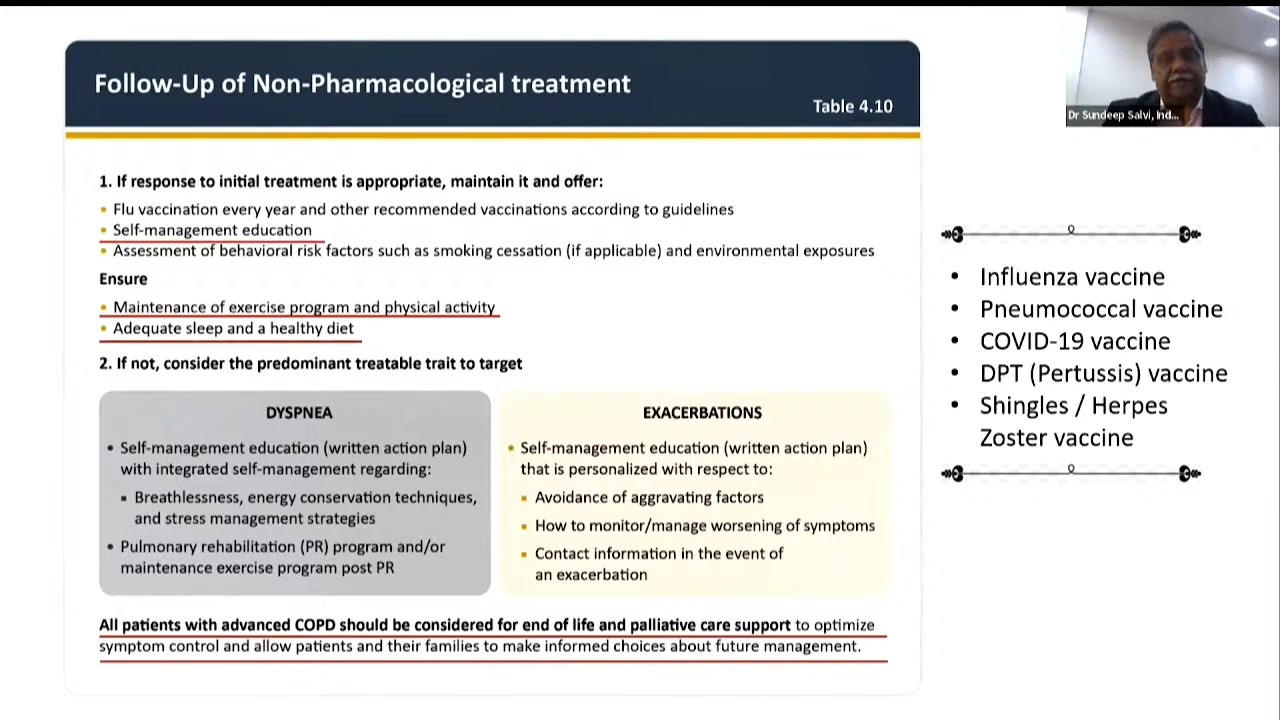 Follow-Up of Non-Pharmacological treatment
Table 4.10
1. If response to initial treatment is appropriate, maintain it and offer:
• Flu vaccination every year and other recommended vaccinations according to guidelines
• Self-management education
• Assessment of behavioral risk factors such as smoking cessation (if applicable) and environmental exposures
Ensure
• Maintenance of exercise program and physical activity
• Adequate sleep and a healthy diet
2. If not, consider the predominant treatable trait to target
DYSPNEA
• Self-management education (written action plan)
with integrated self-management regarding:
▪ Breathlessness, energy conservation techniques,
and stress management strategies
• Pulmonary rehabilitation (PR) program and/or
maintenance exercise program post PR
EXACERBATIONS
• Self-management education (written action plan)
that is personalized with respect to:
▪ Avoidance of aggravating factors
▪ How to monitor/manage worsening of symptoms
▪ Contact information in the event of
an exacerbation
All patients with advanced COPD should be considered for end of life and palliative care support to optimize
symptom control and allow patients and their families to make informed choices about future management.
Dr Sundeep Salvi, Ind...
• Influenza vaccine
• Pneumococcal vaccine
• COVID-19 vaccine
• DPT (Pertussis) vaccine
• Shingles / Herpes
Zoster vaccine